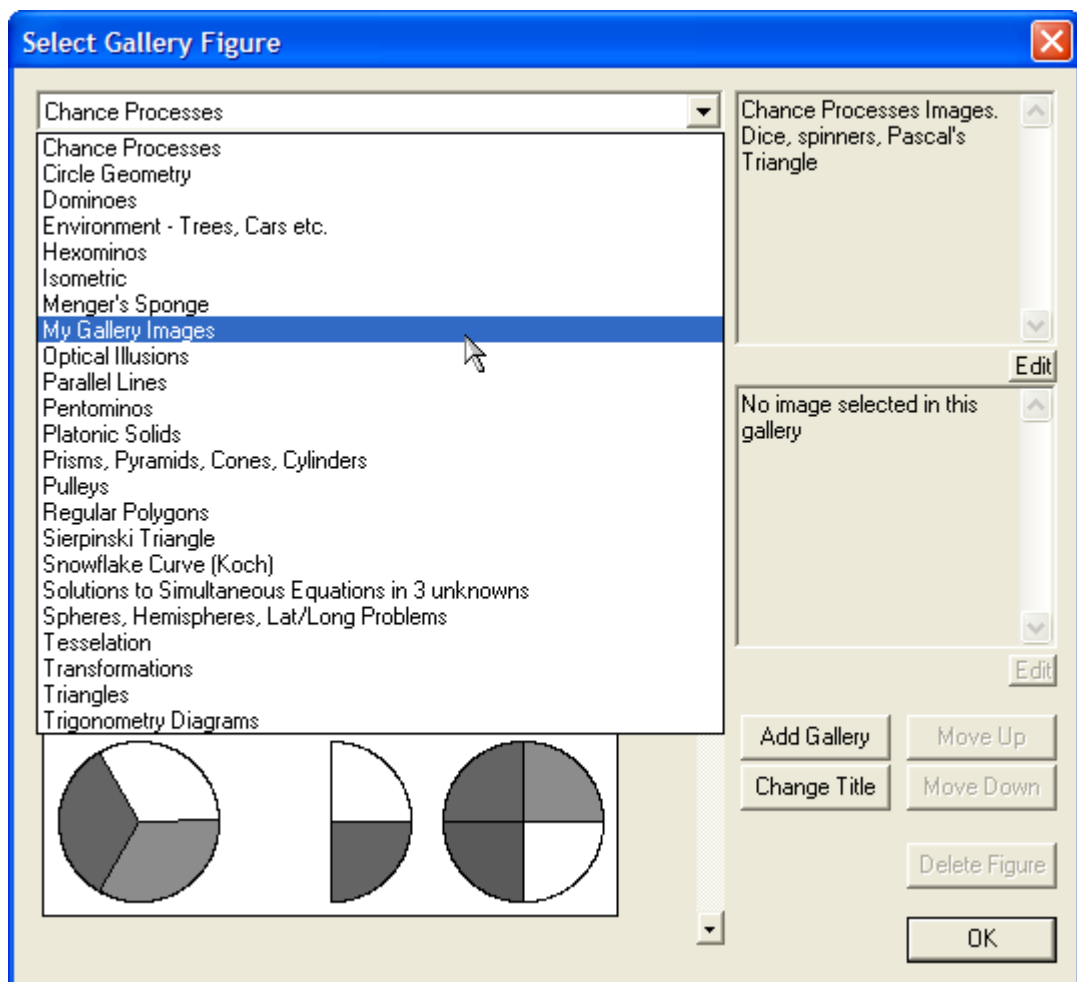 Select Gallery Figure
Chance Processes
Chance Processes
Circle Geometry
Dominoes
Environment - Trees, Cars etc.
Hexominos
Isometric
Menger's Sponge
My Gallery Images
Optical Illusions
Parallel Lines
Pentominos
Platonic Solids
Prisms, Pyramids, Cones, Cylinders
Pulleys
Regular Polygons
Sierpinski Triangle
Snowflake Curve (Koch)
Solutions to Simultaneous Equations in 3 unknowns
Spheres, Hemispheres, Lat/Long Problems
Tesselation
Transformations
Triangles
Trigonometry Diagrams
Chance Processes Images.
Dice, spinners, Pascal's
Triangle
Edit
No image selected in this
gallery
Edit
Add Gallery
Move Up
Change Title
Move Down
Delete Figure
OK